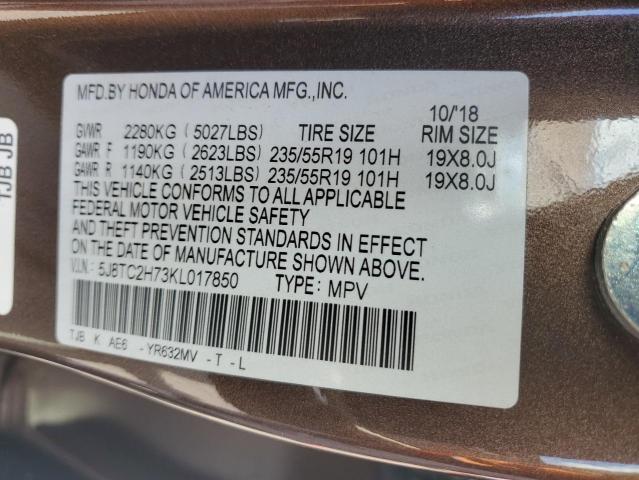 MFD.BY HONDA OF AMERICA MFG.,INC.
10/'18
GVWR 2280KG (5027LBS) TIRE SIZE RIM SIZE
GAWR F 1190KG (2623LBS) 235/55R19 101H 19X8.0J
GAWR R 1140KG (2513LBS) 235/55R19 101H 19X8.0J
THIS VEHICLE CONFORMS TO ALL APPLICABLE
FEDERAL MOTOR VEHICLE SAFETY
AND THEFT PREVENTION STANDARDS IN EFFECT
ON THE DATE OF MANUFACTURE SHOWN ABOVE.
V.I.N.: 5J8TC2H73KL017850 TYPE: MPV
TJB K AE6 -YR632MV -T-L
TJB JB